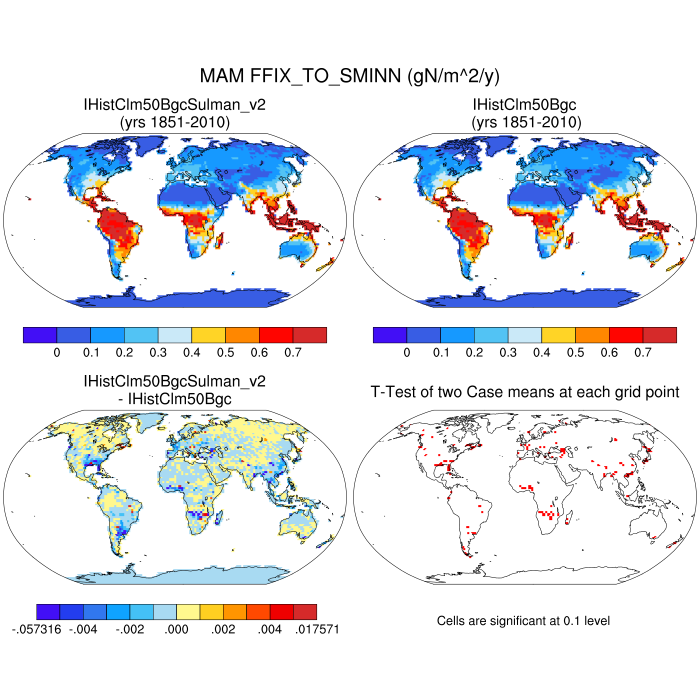 MAM FFIX_TO_SMINN (gN/m^2/y)
IHistClm50BgcSulman_v2
(yrs 1851-2010)
IHistClm50Bgc
(yrs 1851-2010)
0 0.1 0.2 0.3 0.4 0.5 0.6 0.7
0 0.1 0.2 0.3 0.4 0.5 0.6 0.7
IHistClm50BgcSulman_v2
- IHistClm50Bgc
T-Test of two Case means at each grid point
-.057316 -.004 -.002 .000 .002 .004 .017571
Cells are significant at 0.1 level